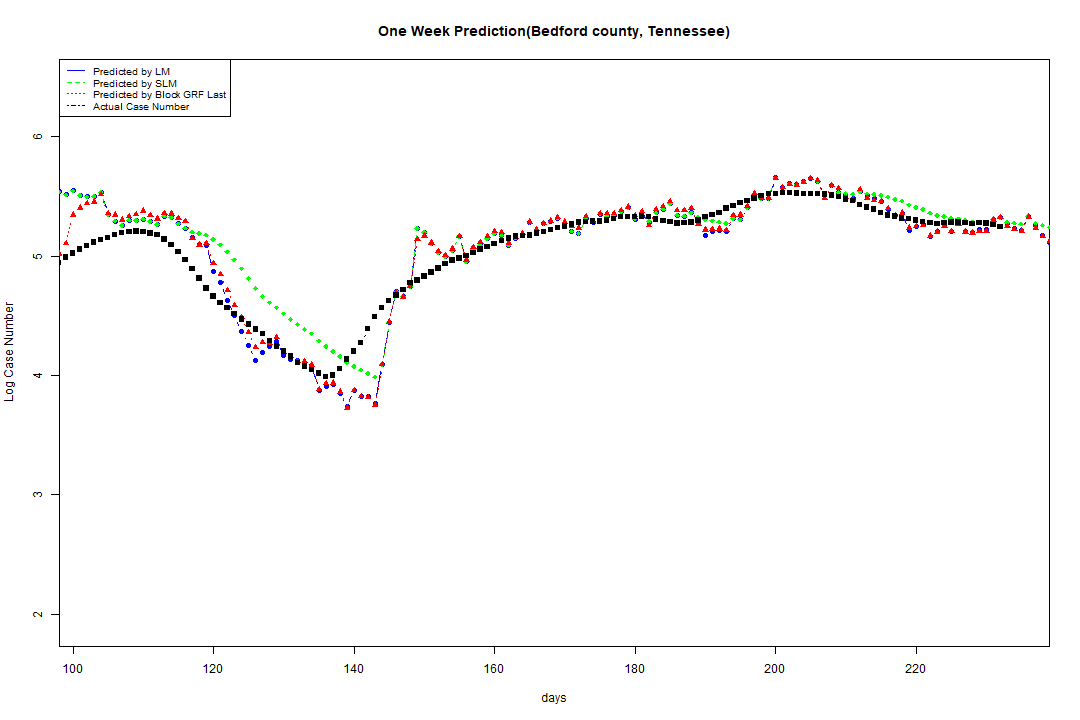 One Week Prediction(Bedford county, Tennessee)
Predicted by LM
Predicted by SLM
Predicted by Block GRF Last
Actual Case Number
6
5
4
3
2
Log Case Number
100 120 140 160 180 200 220
days